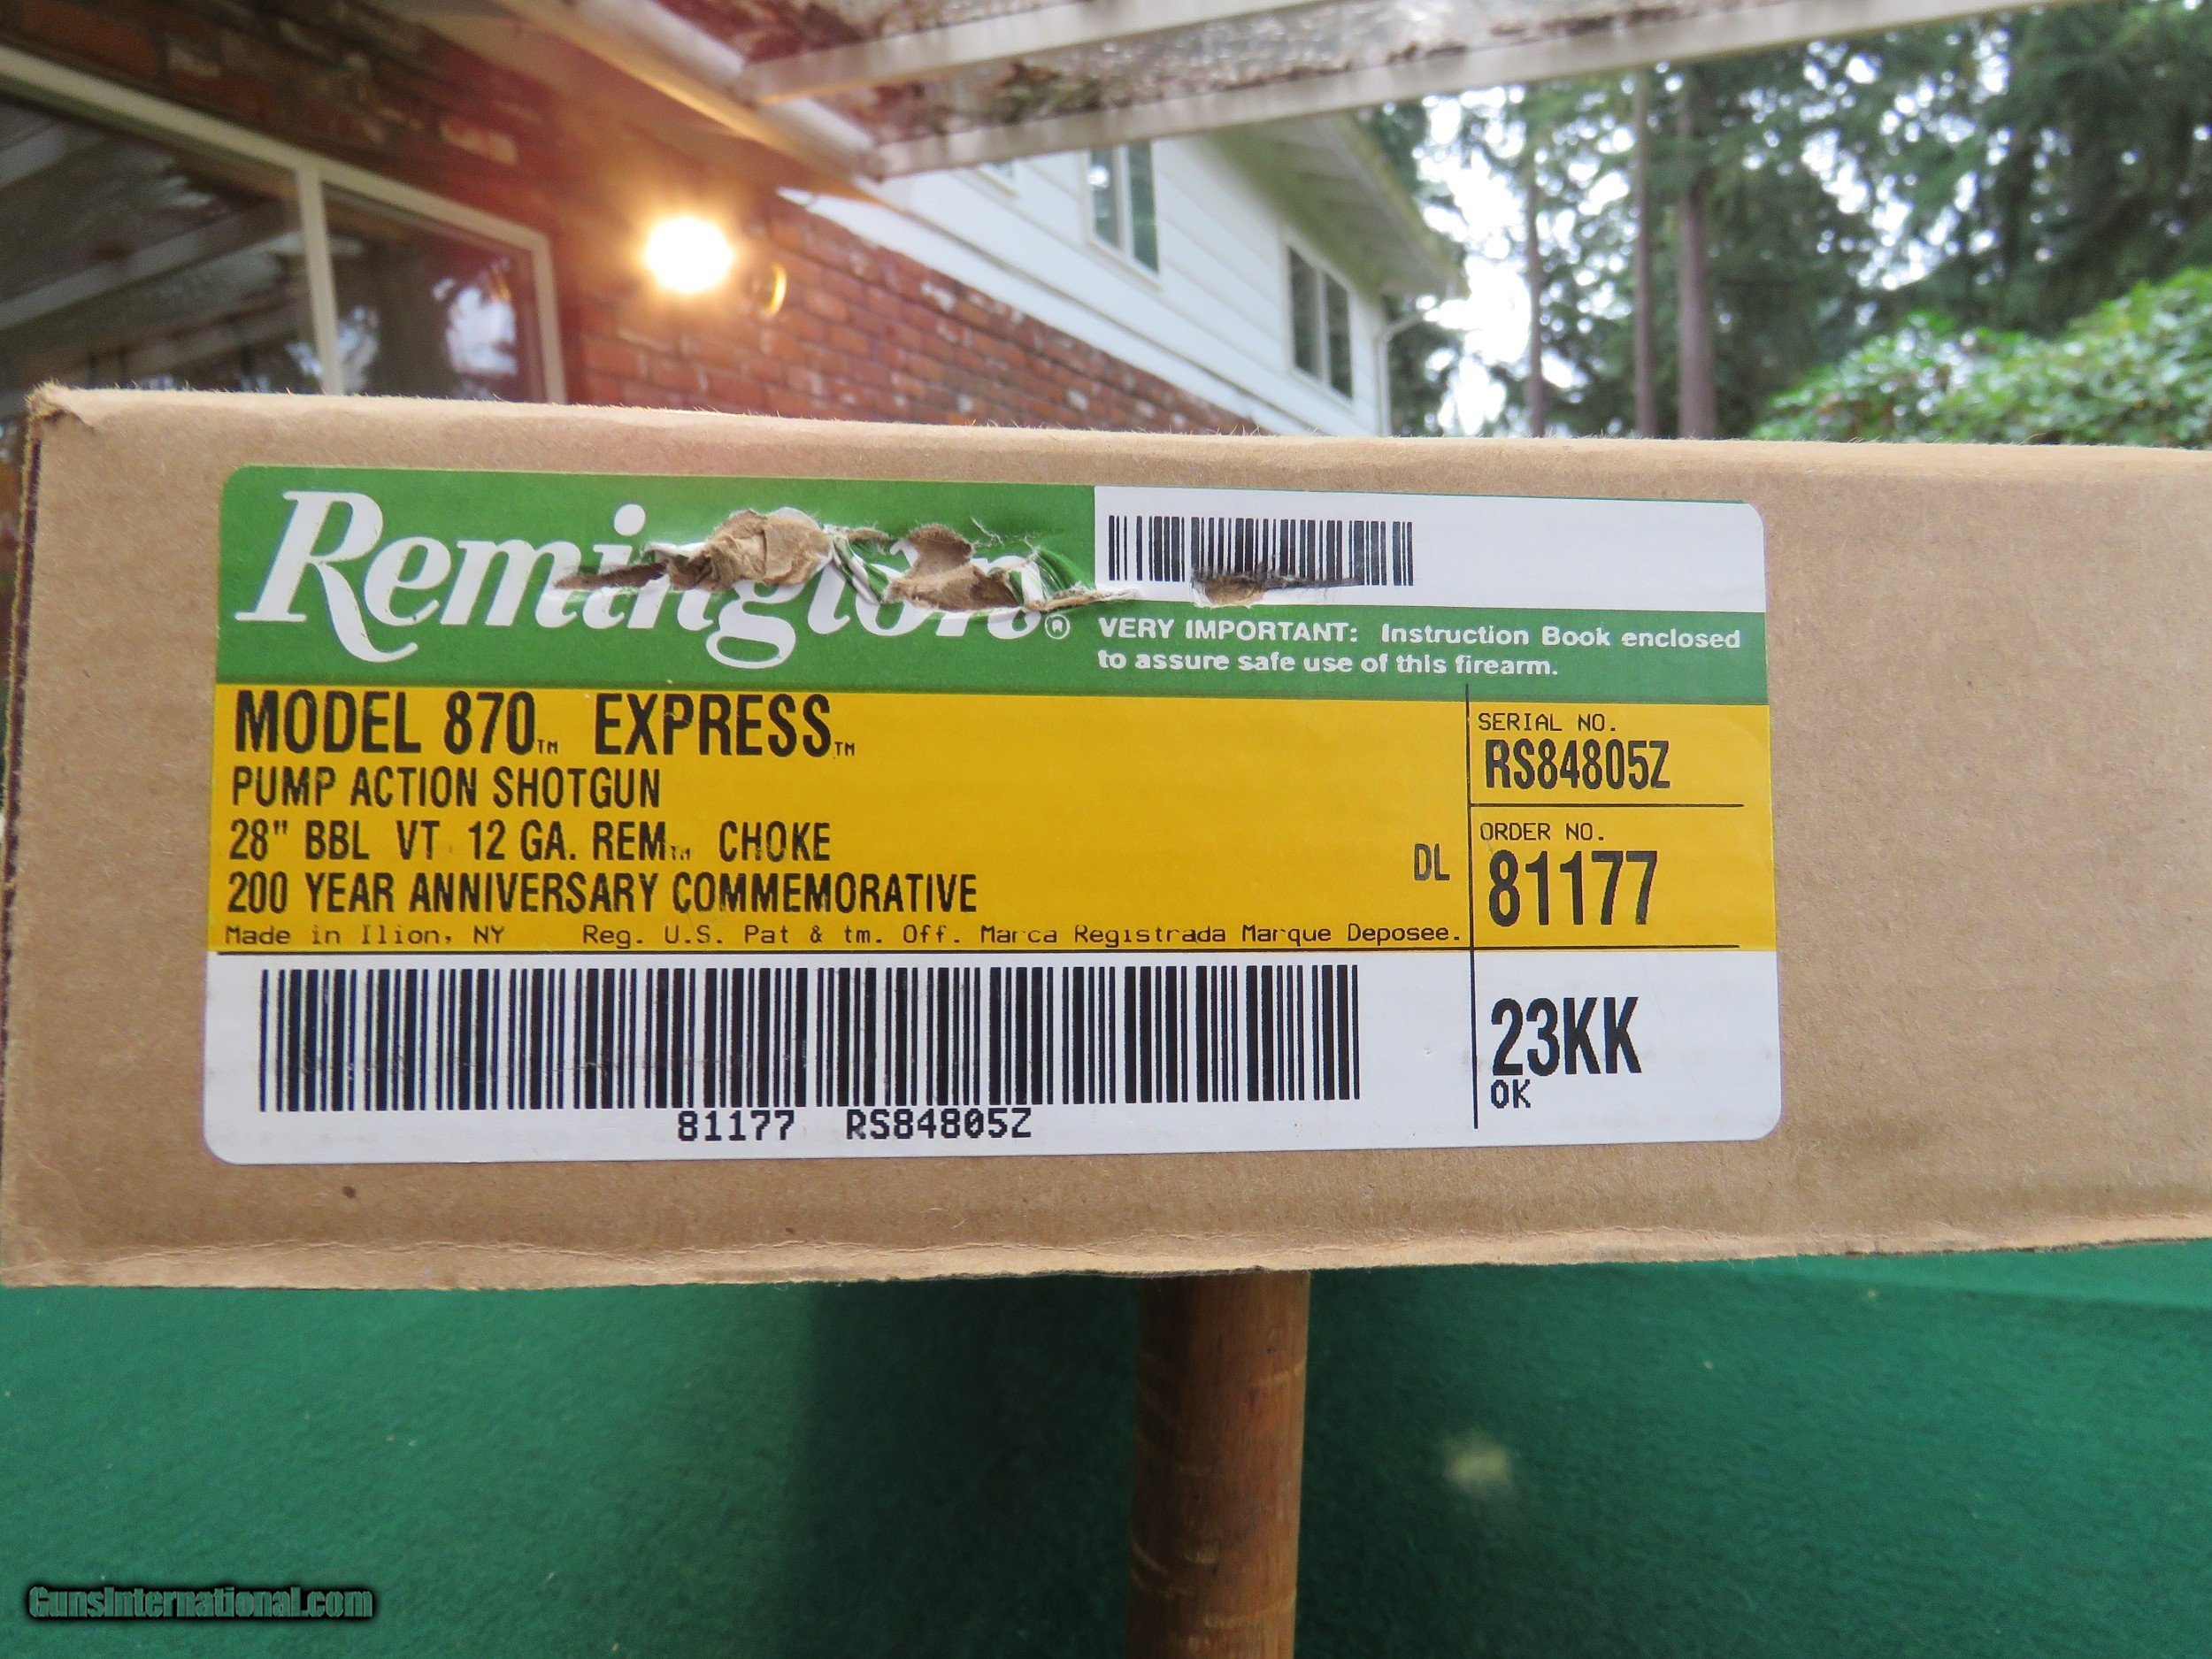 Remington®
VERY IMPORTANT: Instruction Book enclosed
to assure safe use of this firearm.
MODEL 870™ EXPRESS™
PUMP ACTION SHOTGUN
28" BBL VT 12 GA. REM™ CHOKE
200 YEAR ANNIVERSARY COMMEMORATIVE
DL
Made in Ilion, NY Reg. U.S. Pat & tm. Off. Marca Registrada Marque Deposee.
SERIAL NO.
RS84805Z
ORDER NO.
81177
81177 RS84805Z
23KK
OK
GunsInternational.com